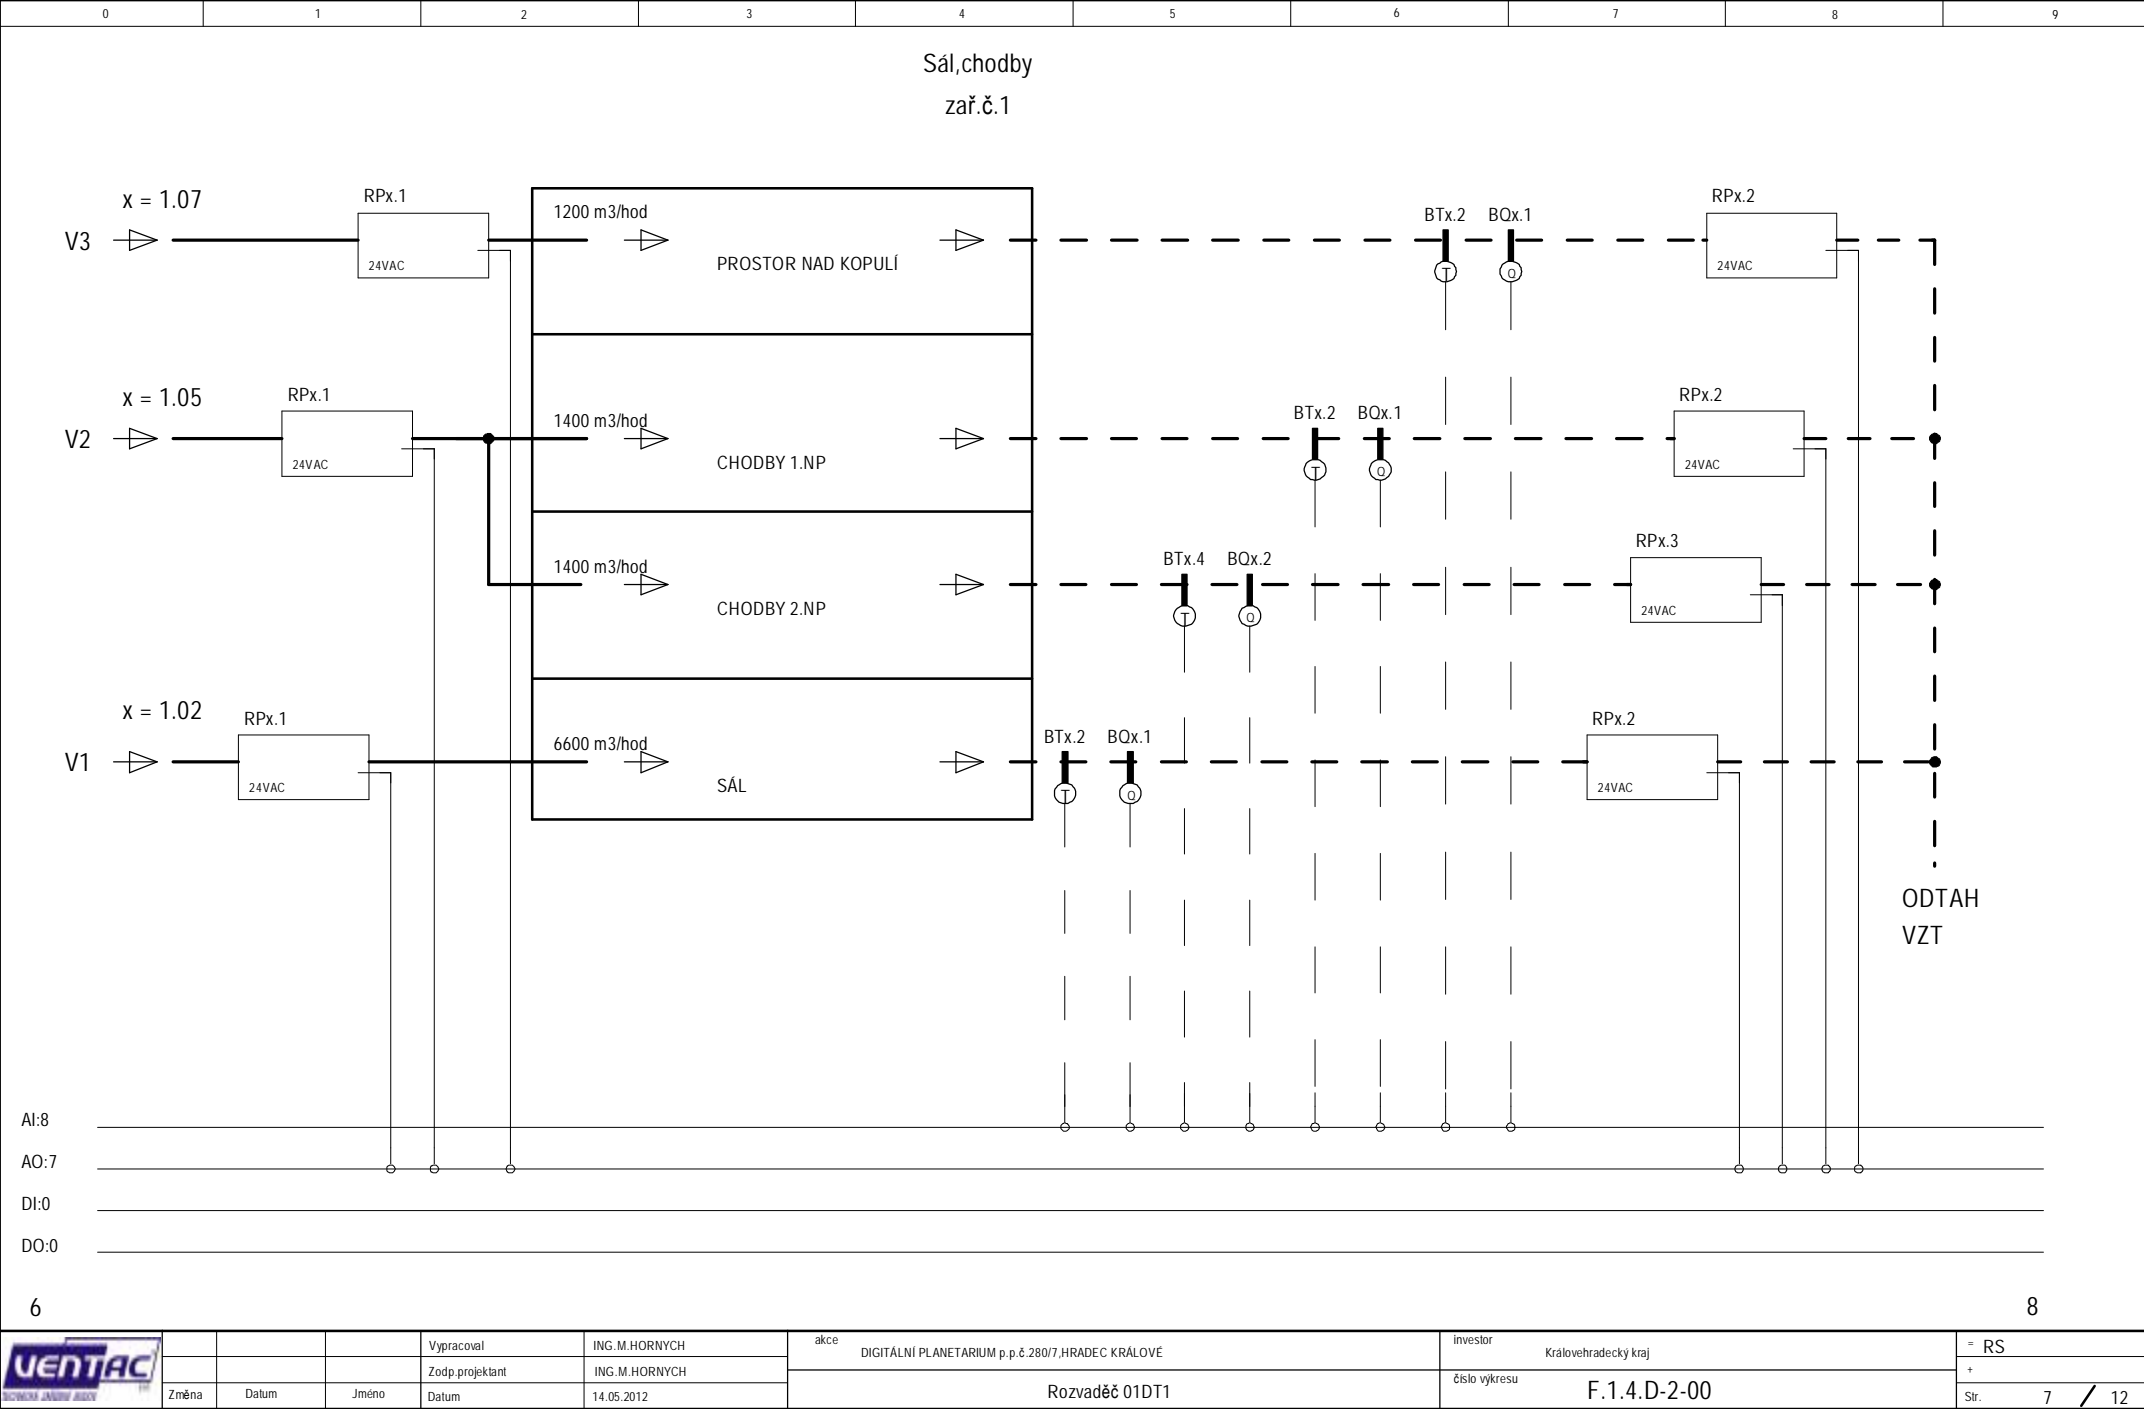 0 1 2 3 4 5 6 7 8 9
Sál,chodby
zař.č.1
x = 1.07
RPx.1
V3
24VAC
1200 m3/hod
PROSTOR NAD KOPULÍ
BTx.2 BQx.1
T Q
RPx.2
24VAC
x = 1.05
RPx.1
V2
24VAC
1400 m3/hod
CHODBY 1.NP
BTx.2 BQx.1
T Q
RPx.2
24VAC
1400 m3/hod
CHODBY 2.NP
BTx.4 BQx.2
T Q
RPx.3
24VAC
x = 1.02
RPx.1
V1
24VAC
6600 m3/hod
SÁL
BTx.2 BQx.1
T Q
RPx.2
24VAC
ODTAH
VZT
AI:8
AO:7
DI:0
DO:0
6 8
VENTAC
Změna Datum Jméno
Vypracoval ING.M.HORNYCH
Zodp.projektant ING.M.HORNYCH
Datum 14.05.2012
akce DIGITÁLNÍ PLANETARIUM p.p.č.280/7,HRADEC KRÁLOVÉ
Rozvaděč 01DT1
investor Královehradecký kraj
číslo výkresu F.1.4.D-2-00
= RS
+
Str. 7 / 12